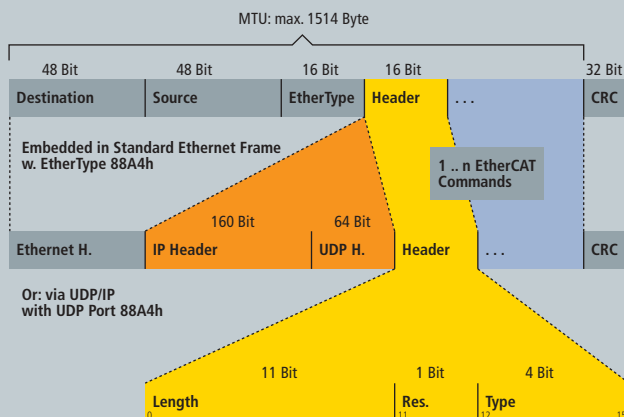 MTU: max. 1514 Byte
48 Bit 48 Bit 16 Bit 16 Bit 32 Bit
Destination Source EtherType Header . . . CRC
Embedded in Standard Ethernet Frame
w. EtherType 88A4h
1 .. n EtherCAT
Commands
160 Bit 64 Bit
Ethernet H. IP Header UDP H. Header . . . CRC
Or: via UDP/IP
with UDP Port 88A4h
11 Bit 1 Bit 4 Bit
Length Res. Type
0 11 12 15